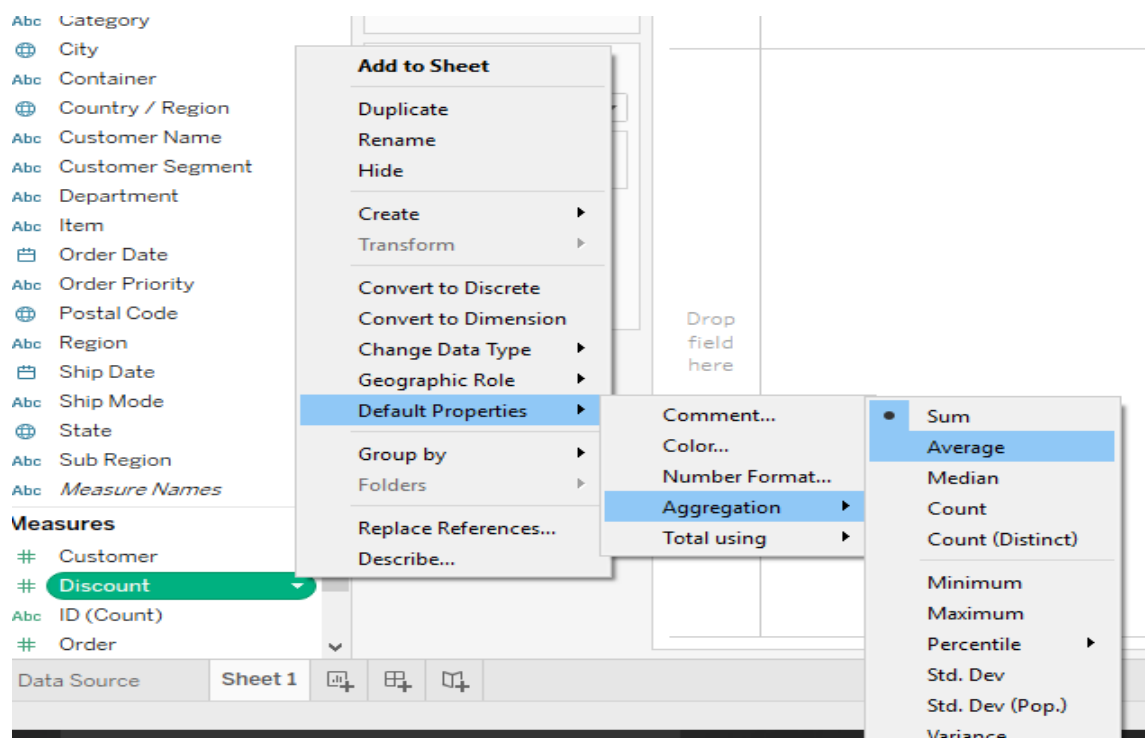 Abc Category
City
Abc Container
Country / Region
Abc Customer Name
Abc Customer Segment
Abc Department
Abc Item
Order Date
Abc Order Priority
Postal Code
Abc Region
Ship Date
Abc Ship Mode
State
Abc Sub Region
Abc Measure Names
Measures
# Customer
# Discount
Abc ID (Count)
# Order
Add to Sheet
Duplicate
Rename
Hide
Create
Transform
Convert to Discrete
Convert to Dimension
Change Data Type
Geographic Role
Default Properties
Group by
Folders
Replace References...
Describe...
Comment...
Color...
Number Format...
Aggregation
Total using
Sum
Average
Median
Count
Count (Distinct)
Minimum
Maximum
Percentile
Std. Dev
Std. Dev (Pop.)
Variance
Drop
field
here
Data Source
Sheet 1